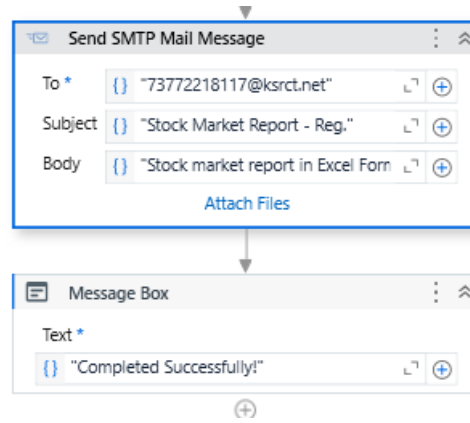 Send SMTP Mail Message
To * {} "73772218117@ksrct.net"
Subject {} "Stock Market Report - Reg."
Body {} "Stock market report in Excel Forn
Attach Files
Message Box
Text *
{} "Completed Successfully!"